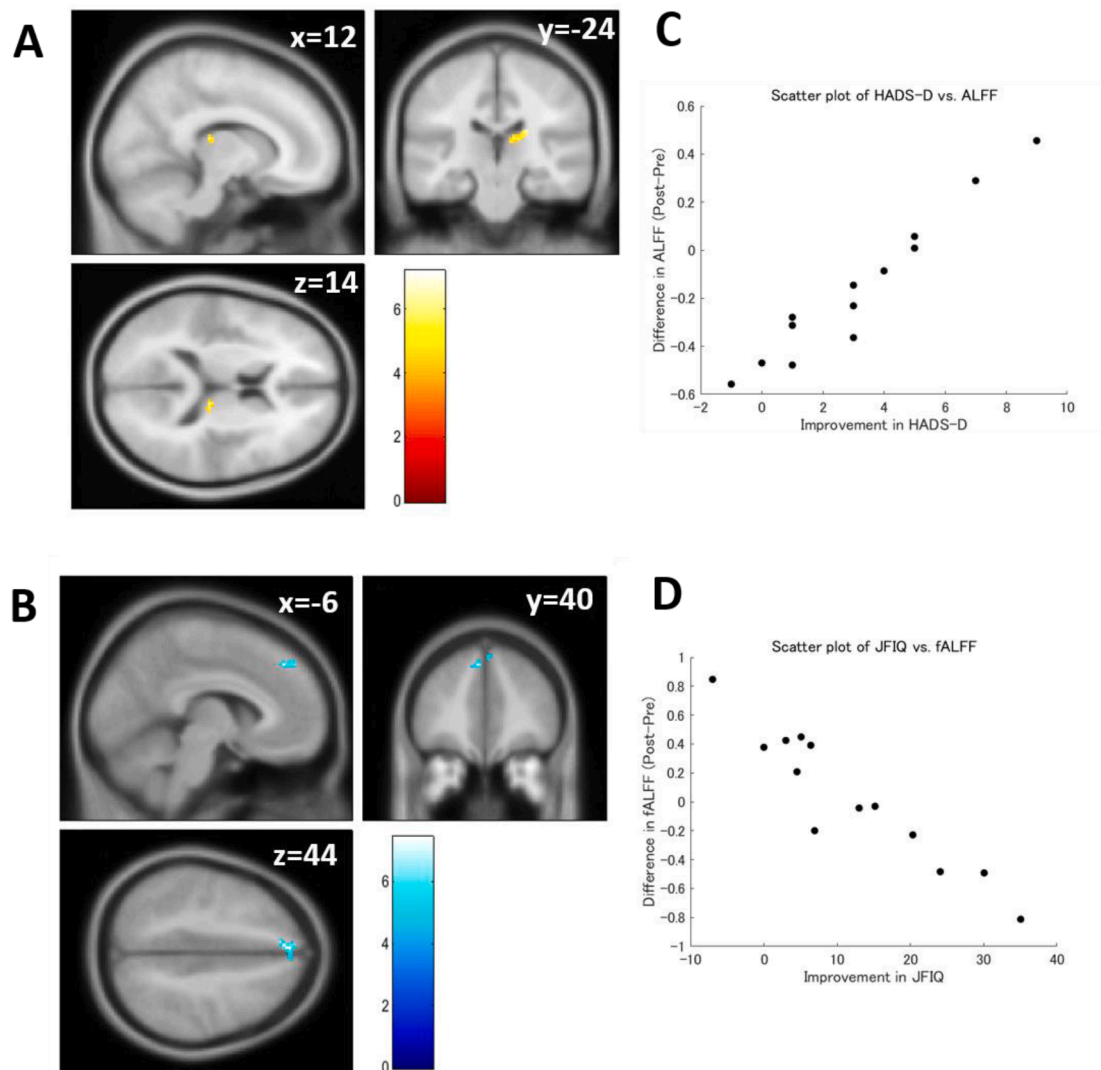 A
x=12
y=-24
z=14
6
4
2
0
C
Scatter plot of HADS-D vs. ALFF
Difference in ALFF (Post-Pre)
0.6
0.4
0.2
0
-0.2
-0.4
-0.6
-2
0
2
4
6
8
10
Improvement in HADS-D
B
x=-6
y=40
z=44
6
4
2
0
D
Scatter plot of JFIQ vs. fALFF
Difference in fALFF (Post-Pre)
1
0.8
0.6
0.4
0.2
0
-0.2
-0.4
-0.6
-0.8
-1
-10
0
10
20
30
40
Improvement in JFIQ